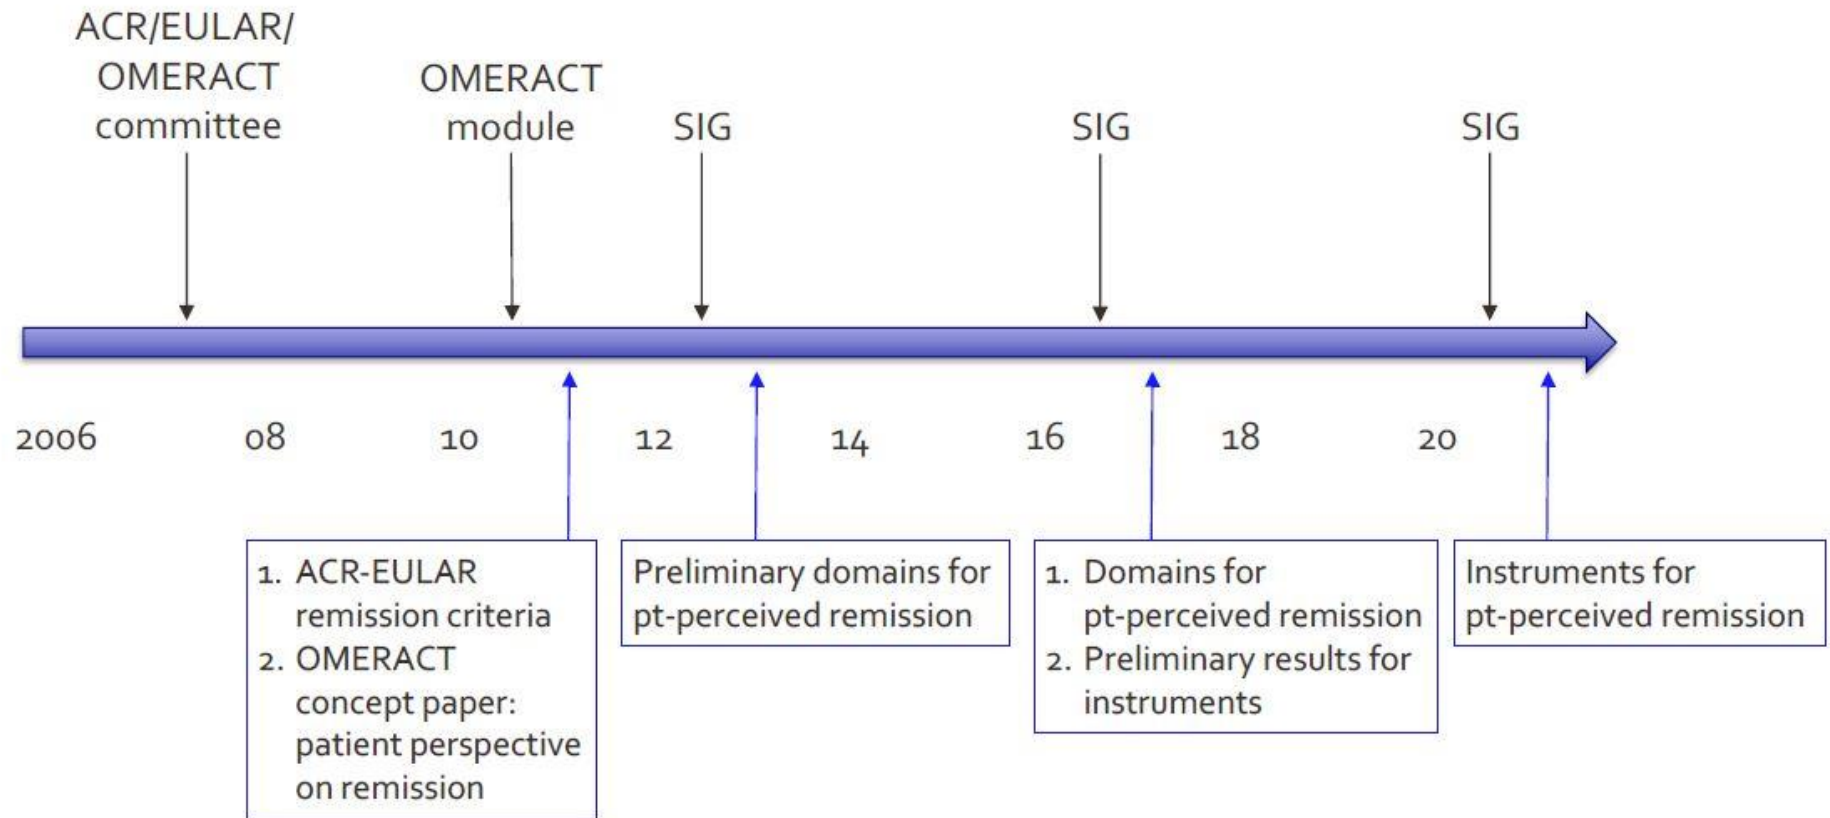 ACR/EULAR/
OMERACT
committee
OMERACT
module
SIG
SIG
SIG
2006
08
10
12
14
16
18
20
1. ACR-EULAR
remission criteria
2. OMERACT
concept paper:
patient perspective
on remission
Preliminary domains for
pt-perceived remission
1. Domains for
pt-perceived remission
2. Preliminary results for
instruments
Instruments for
pt-perceived remission